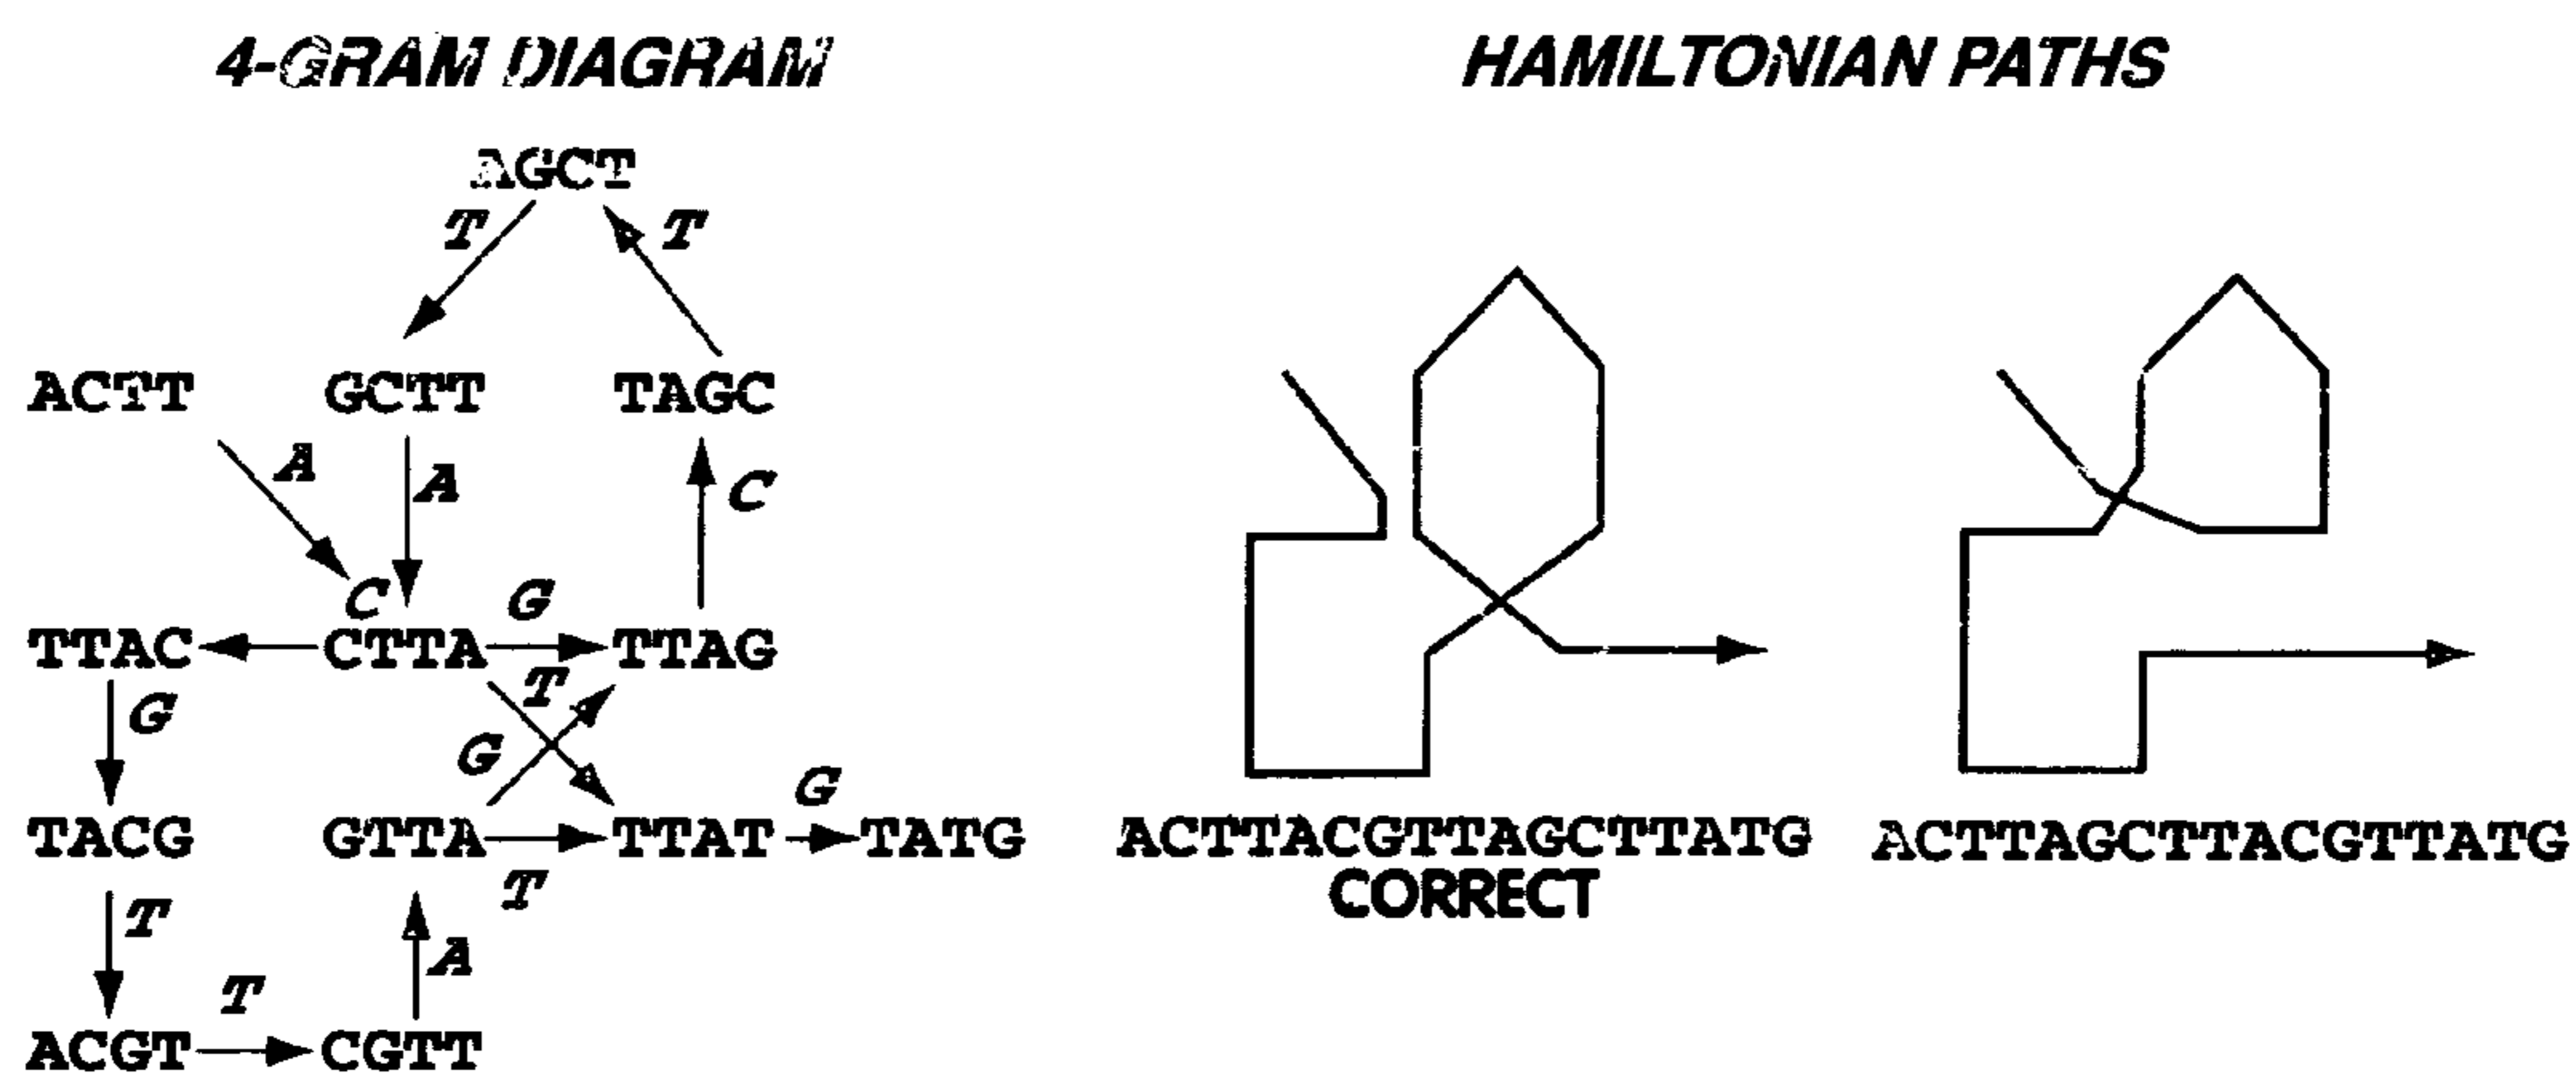 4-GRAM DIAGRAM
HAMILTONIAN PATHS
AGCT
T
T
ACTT
GCTT
TAGC
A
A
C
C
G
TTAC
CTTA
TTAG
G
T
G
G
TACG
GTTA
TTAT
TATG
T
T
A
T
ACGT
CGTT
ACTTACGTTAGCTTATG
CORRECT
ACTTAGCTTACGTTATG